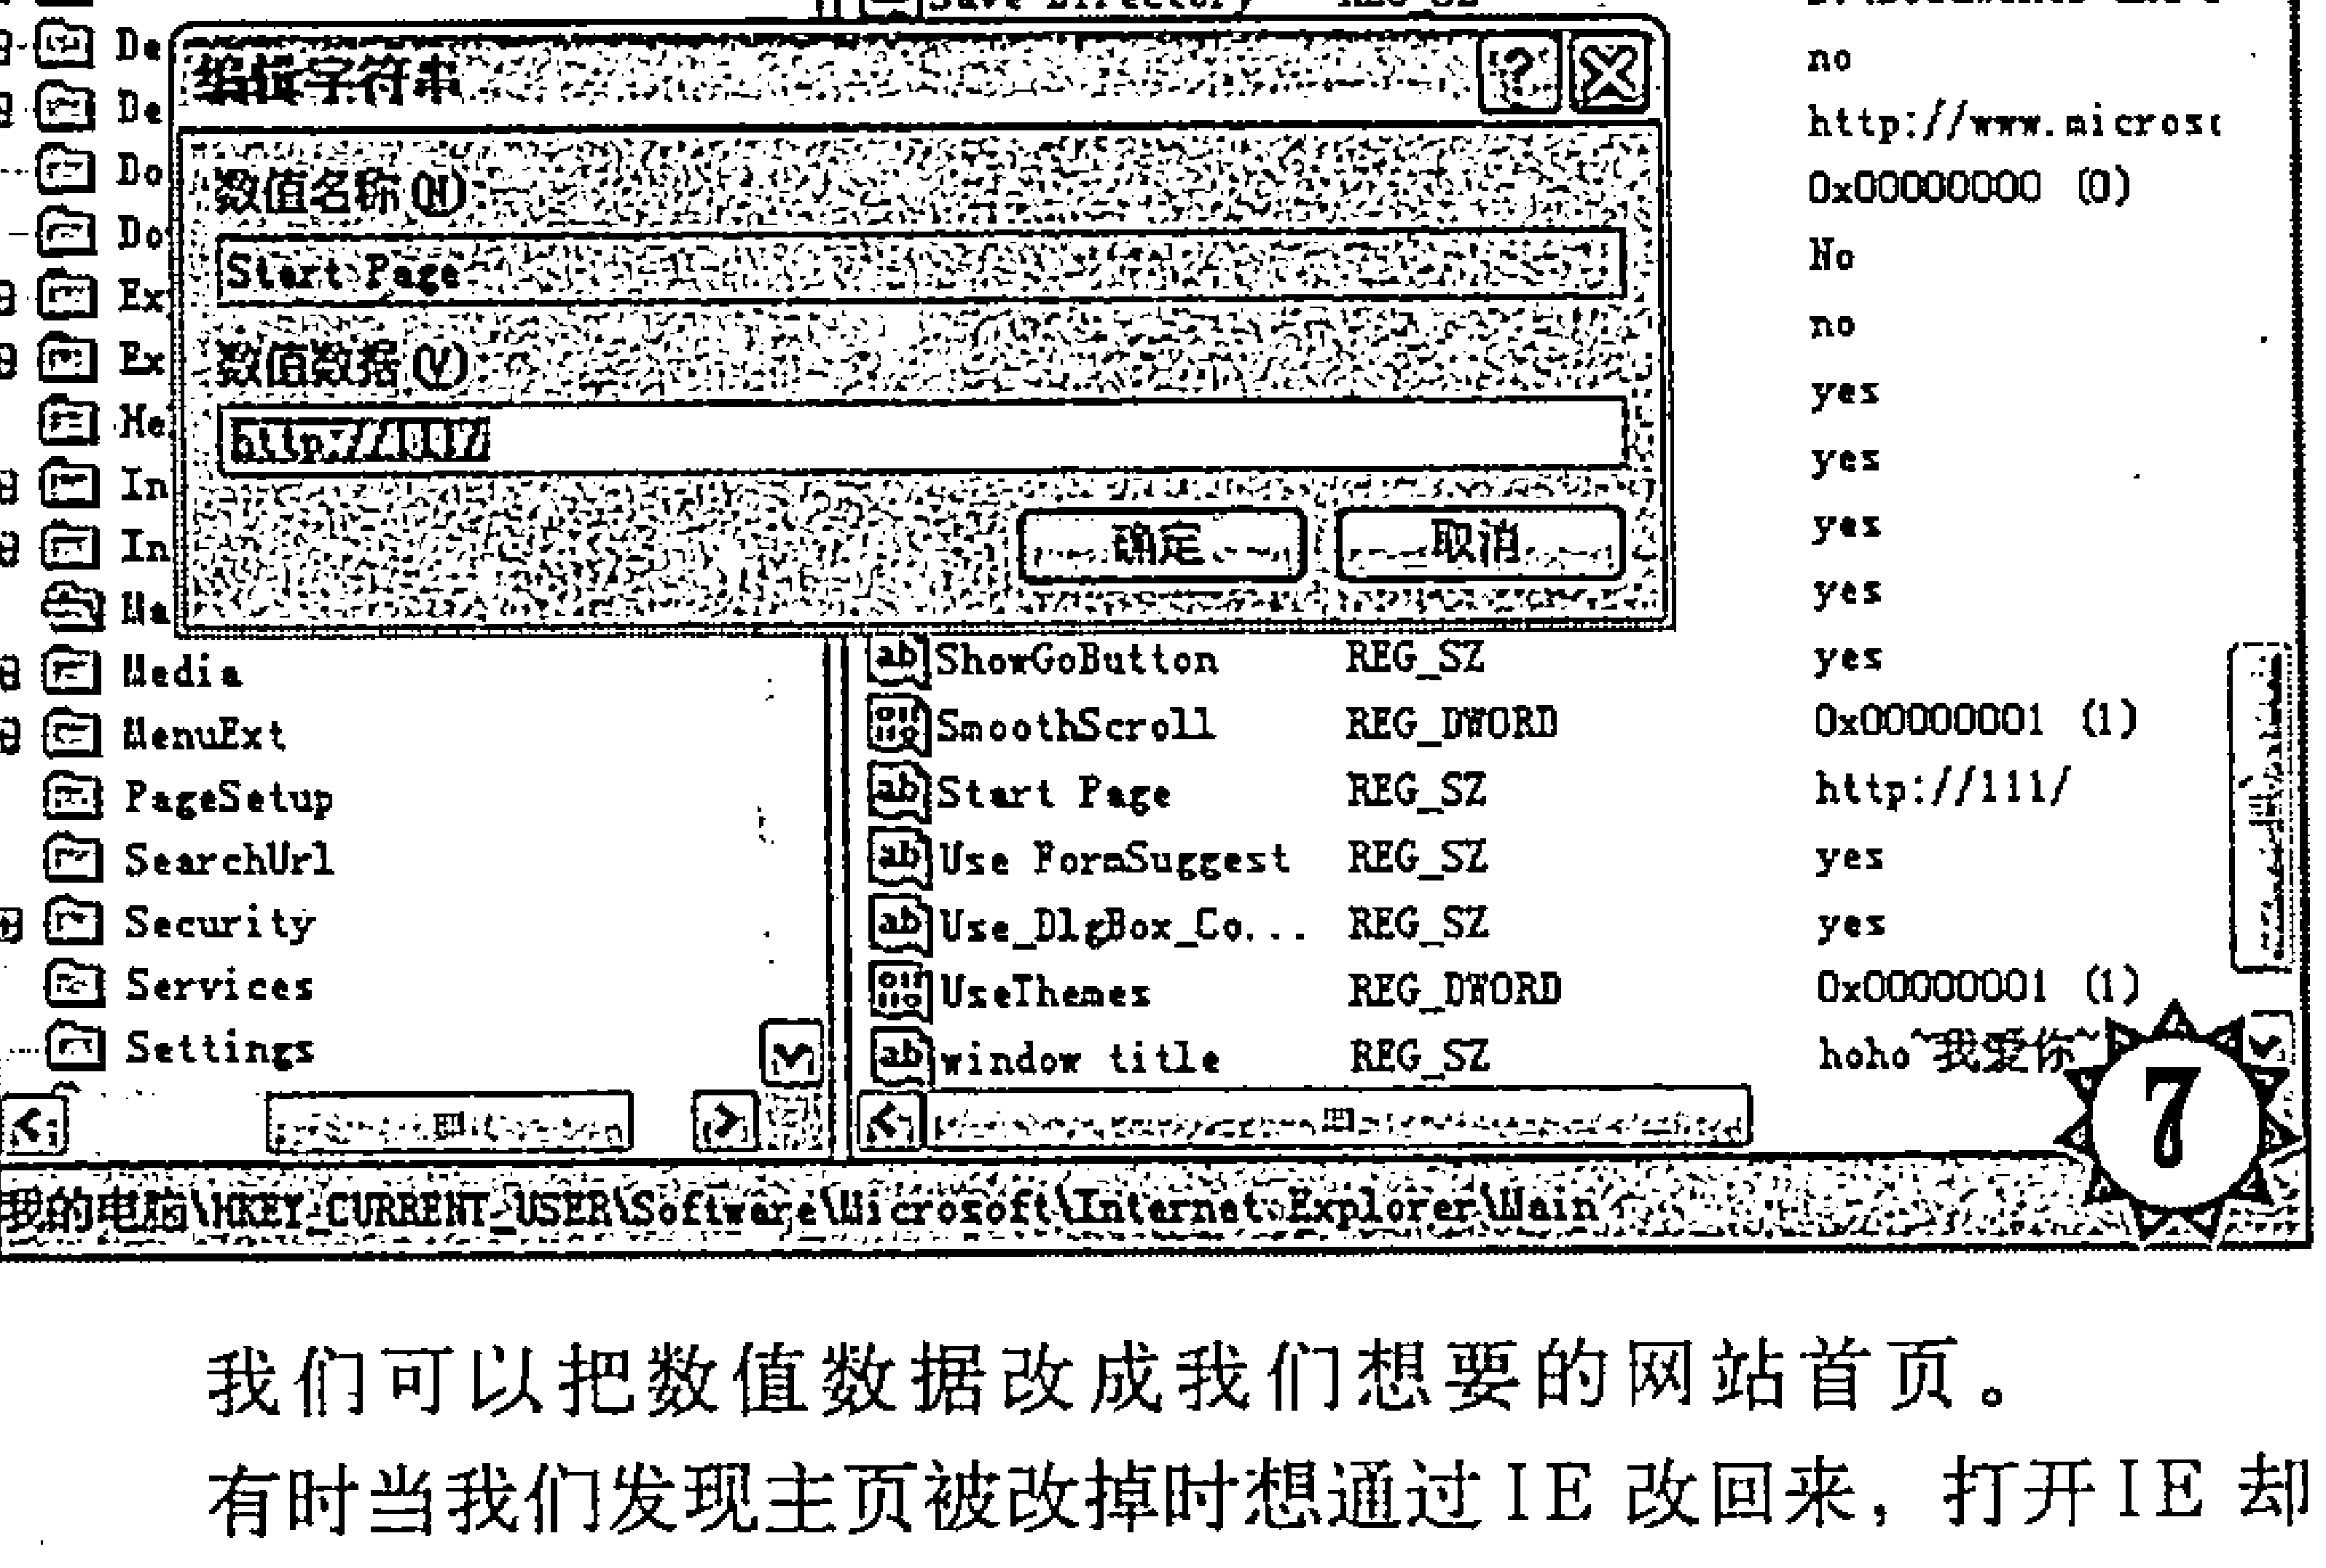 Save Directory REG_SZ
编辑字符串
数值名称(N)
Start Page
数值数据(V)
http://111/
确定 取消
De no
De http://www.microso
Do 0x00000000 (0)
Do No
Ex no
Ex yes
He yes
In yes
In yes
Ma
Media ShowGoButton REG_SZ yes
MenuExt SmoothScroll REG_DWORD 0x00000001 (1)
PageSetup Start Page REG_SZ http://111/
SearchUrl Use FormSuggest REG_SZ yes
Security Use_DlgBox_Co... REG_SZ yes
Services UseThemes REG_DWORD 0x00000001 (1)
Settings window title REG_SZ hoho~我爱你~
7
我的电脑\HKEY_CURRENT_USER\Software\Microsoft\Internet Explorer\Main
我们可以把数值数据改成我们想要的网站首页。
有时当我们发现主页被改掉时想通过IE 改回来，打开IE 却